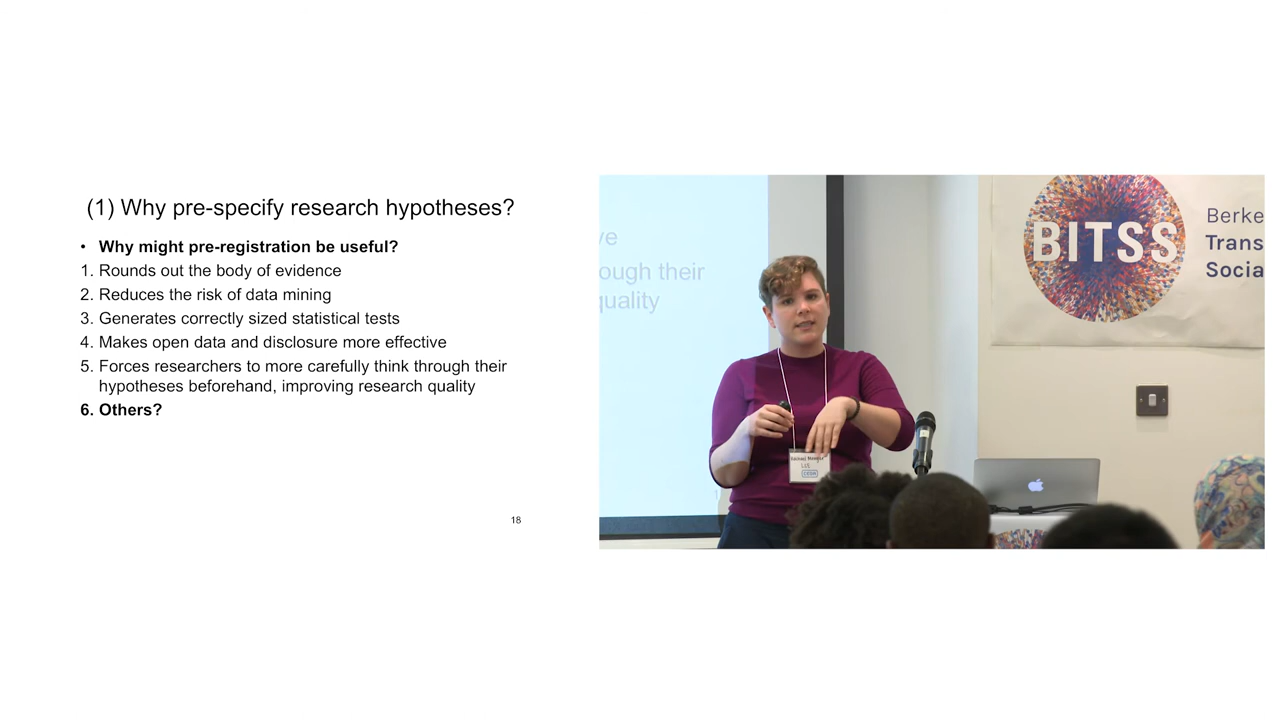 (1) Why pre-specify research hypotheses?
• Why might pre-registration be useful?
1. Rounds out the body of evidence
2. Reduces the risk of data mining
3. Generates correctly sized statistical tests
4. Makes open data and disclosure more effective
5. Forces researchers to more carefully think through their
hypotheses beforehand, improving research quality
6. Others?
18
ve
ough their
quality
BITSS
Berke
Trans
Socia